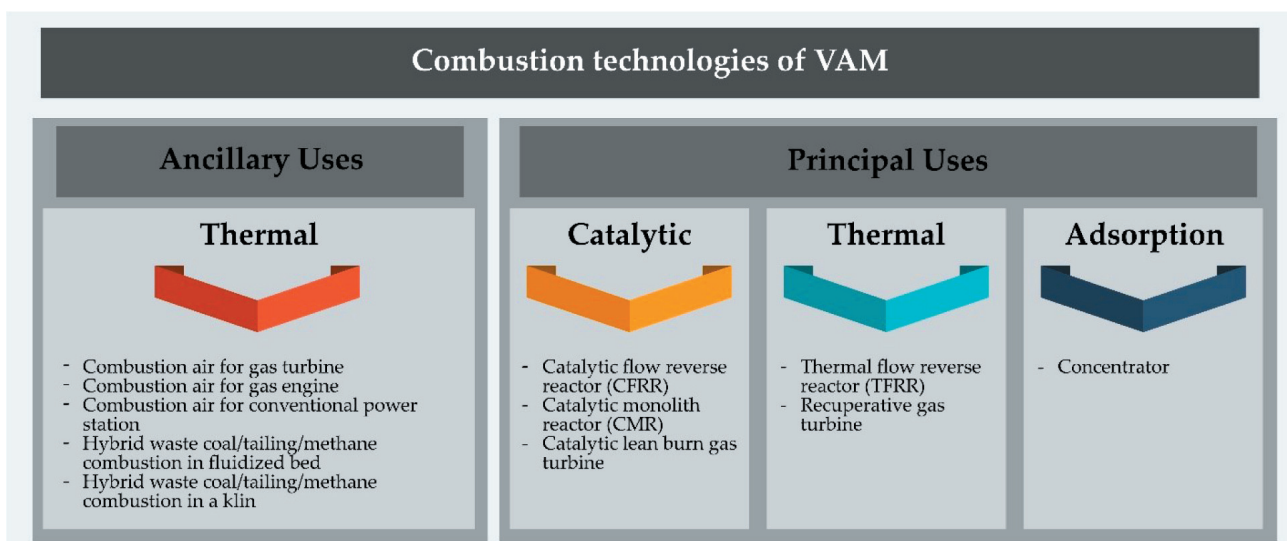 Combustion technologies of VAM
Ancillary Uses
Thermal
- Combustion air for gas turbine
- Combustion air for gas engine
- Combustion air for conventional power
station
- Hybrid waste coal/tailing/methane
combustion in fluidized bed
- Hybrid waste coal/tailing/methane
combustion in a klin
Principal Uses
Catalytic
- Catalytic flow reverse
reactor (CFRR)
- Catalytic monolith
reactor (CMR)
- Catalytic lean burn gas
turbine
Thermal
- Thermal flow reverse
reactor (TFRR)
- Recuperative gas
turbine
Adsorption
- Concentrator